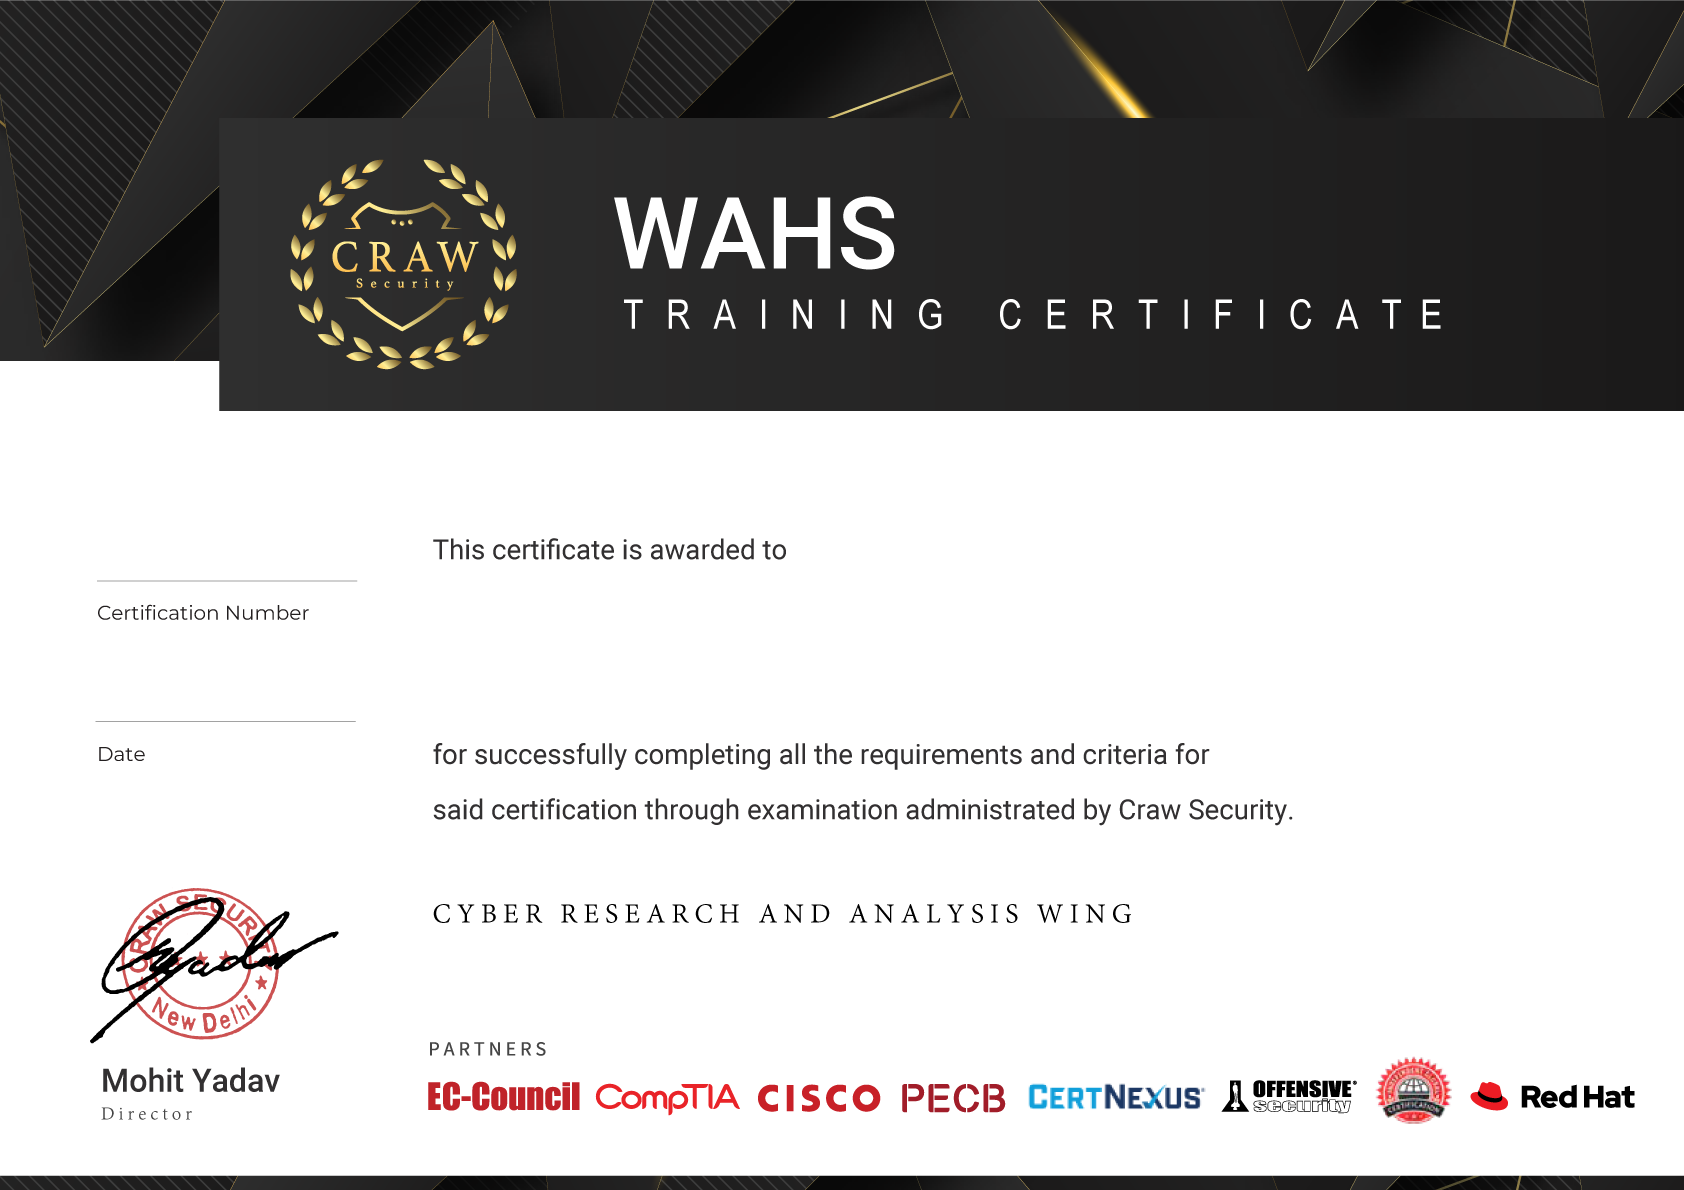 CRAW
Security
WAHS
TRAINING CERTIFICATE
This certificate is awarded to
Certification Number
Date
for successfully completing all the requirements and criteria for
said certification through examination administrated by Craw Security.
CRAW SECURITY
New Delhi
CYBER RESEARCH AND ANALYSIS WING
Mohit Yadav
Director
PARTNERS
EC-Council CompTIA CISCO PECB CERTNEXUS OFFENSIVE security CERTIFICATION Red Hat